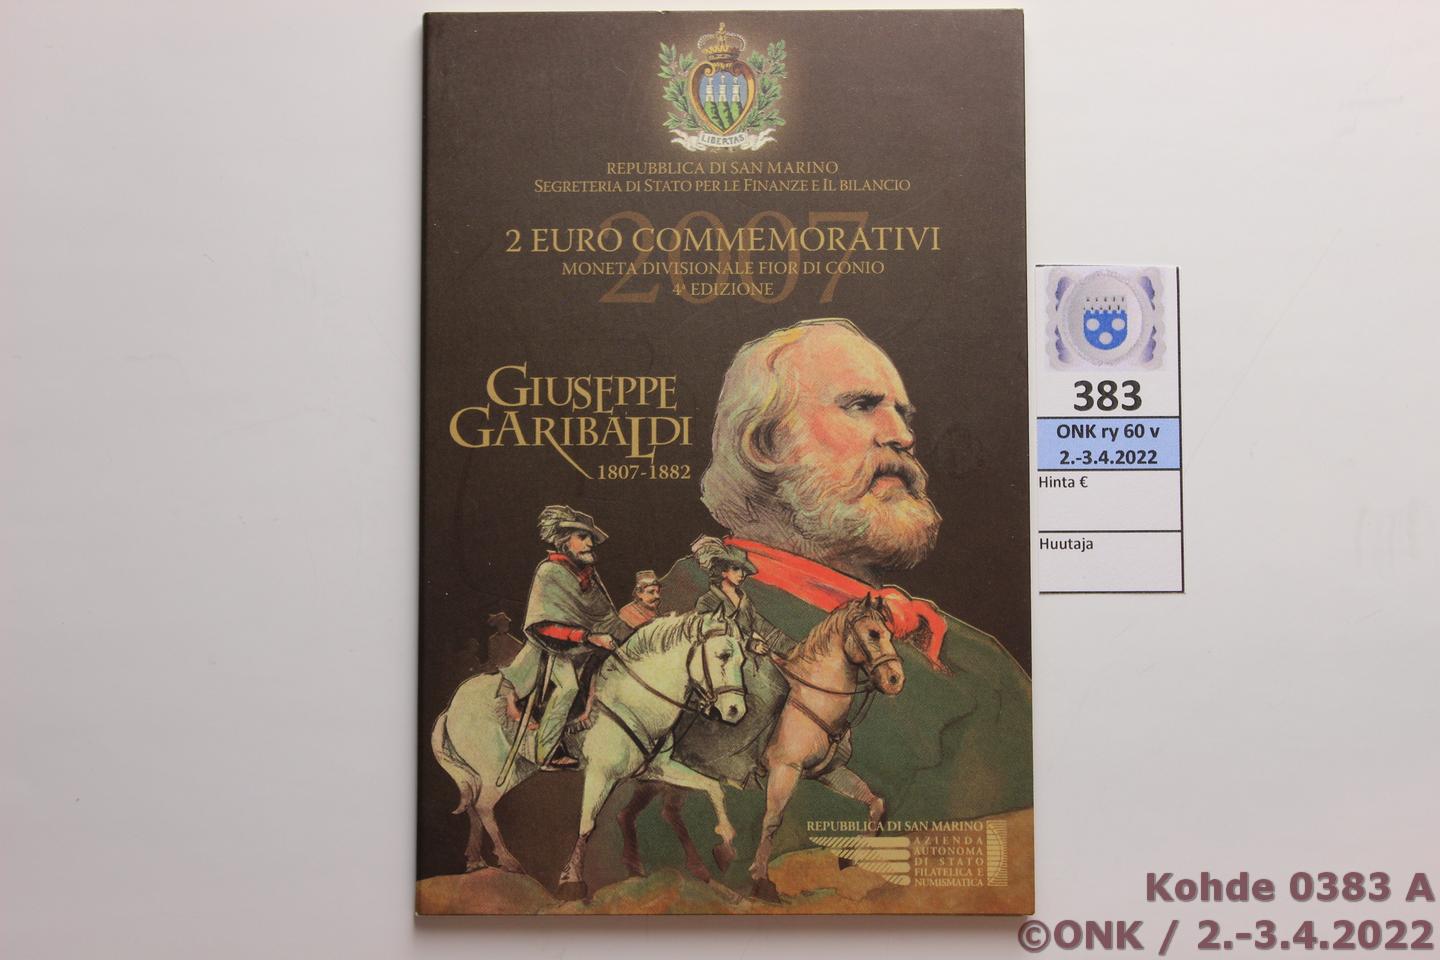 LIBERTAS
REPUBBLICA DI SAN MARINO
SEGRETERIA DI STATO PER LE FINANZE E IL BILANCIO
2007
2 EURO COMMEMORATIVI
MONETA DIVISIONALE FIOR DI CONIO
4ª EDIZIONE
GIUSEPPE
GARIBALDI
1807-1882
REPUBBLICA DI SAN MARINO
AZIENDA
AUTONOMA
DI STATO
FILATELICA E
NUMISMATICA
383
ONK ry 60 v
2.-3.4.2022
Hinta €
Huutaja
Kohde 0383 A
©ONK / 2.-3.4.2022